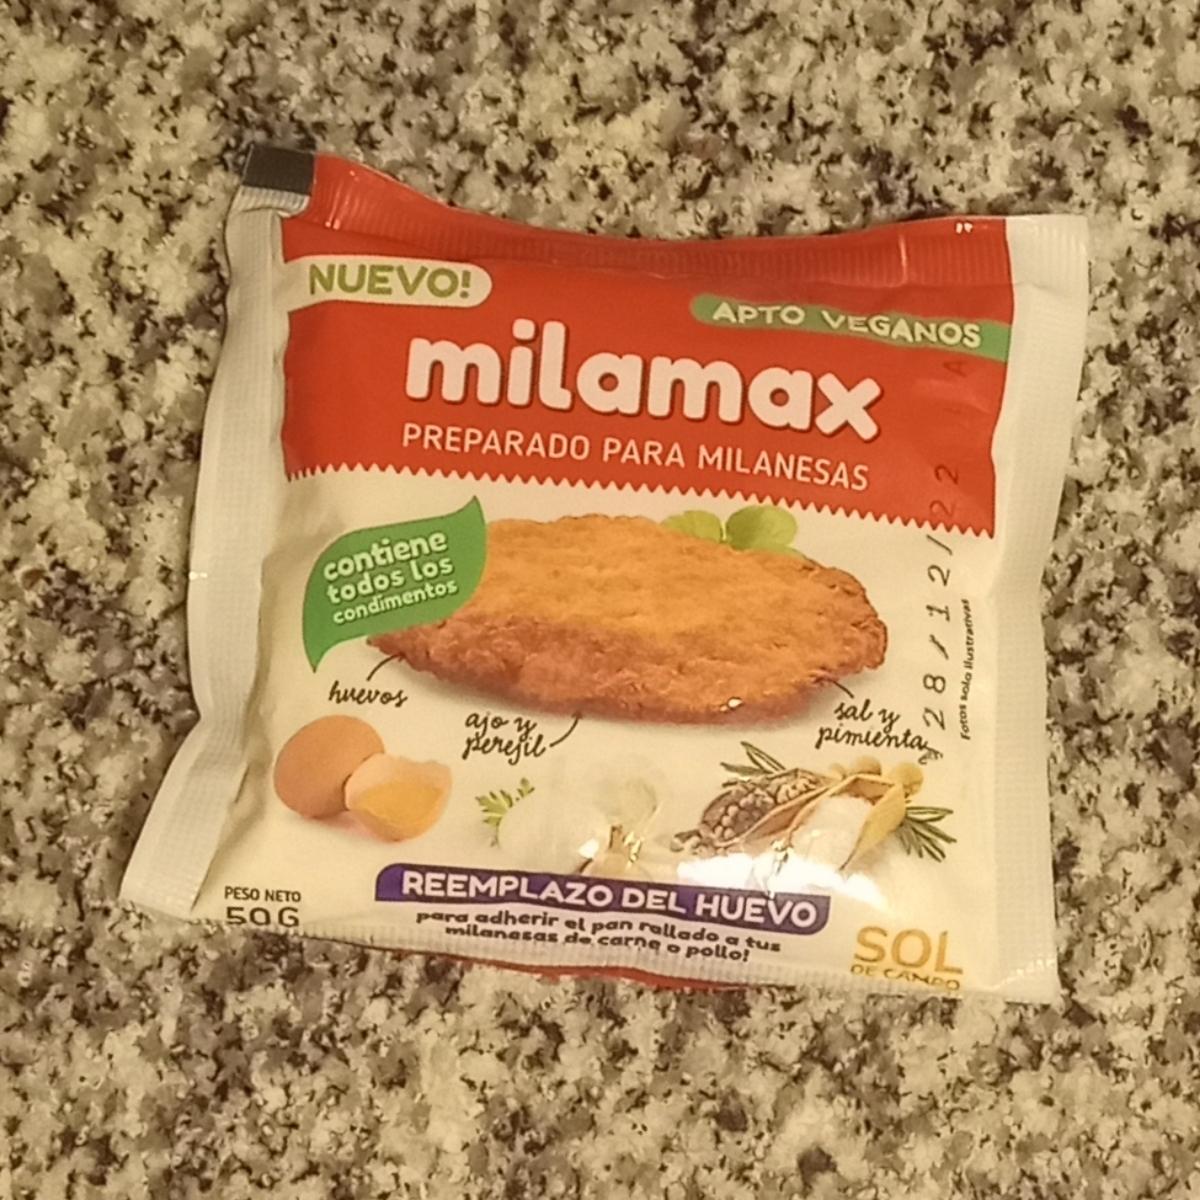 NUEVO!
APTO VEGANOS
milamax
PREPARADO PARA MILANESAS
contiene
todos los
condimentos
huevos
ajo y
perejil
sal y
pimienta
28/12/22
Fotos solo ilustrativas
PESO NETO
50 G
REEMPLAZO DEL HUEVO
para adherir el pan rallado a tus
milanesas de carne o pollo!
SOL
DE CAMPO